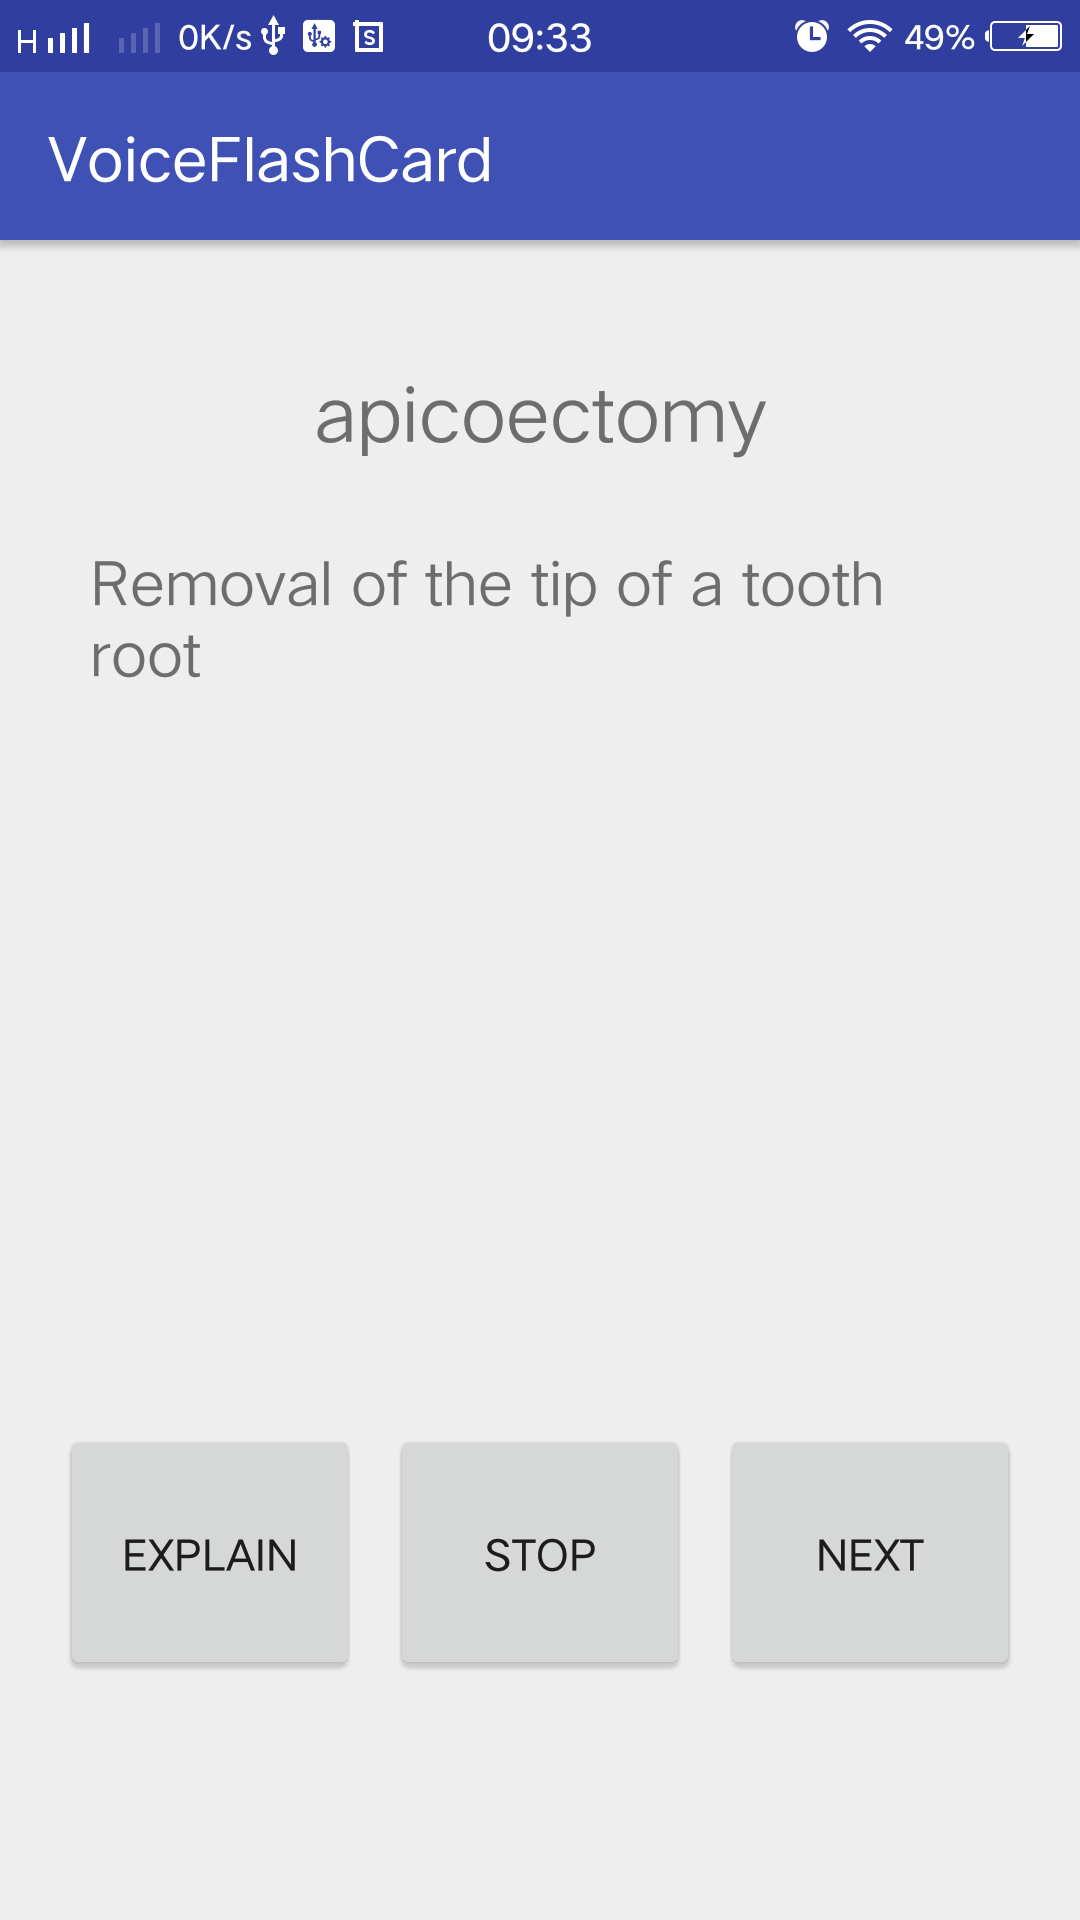 H 0K/s 09:33 49%
VoiceFlashCard
apicoectomy
Removal of the tip of a tooth
root
EXPLAIN STOP NEXT